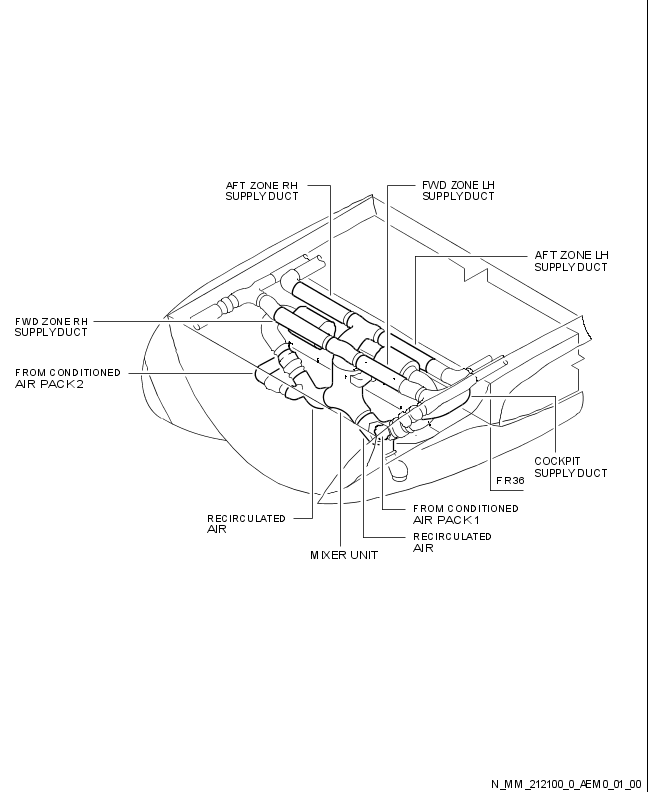 AFT ZONE RH
SUPPLY DUCT
FWD ZONE LH
SUPPLY DUCT
AFT ZONE LH
SUPPLY DUCT
FWD ZONE RH
SUPPLY DUCT
FROM CONDITIONED
AIR PACK 2
COCKPIT
SUPPLY DUCT
FR36
FROM CONDITIONED
AIR PACK 1
RECIRCULATED
AIR
RECIRCULATED
AIR
MIXER UNIT
N_MM_212100_0_AEM0_01_00